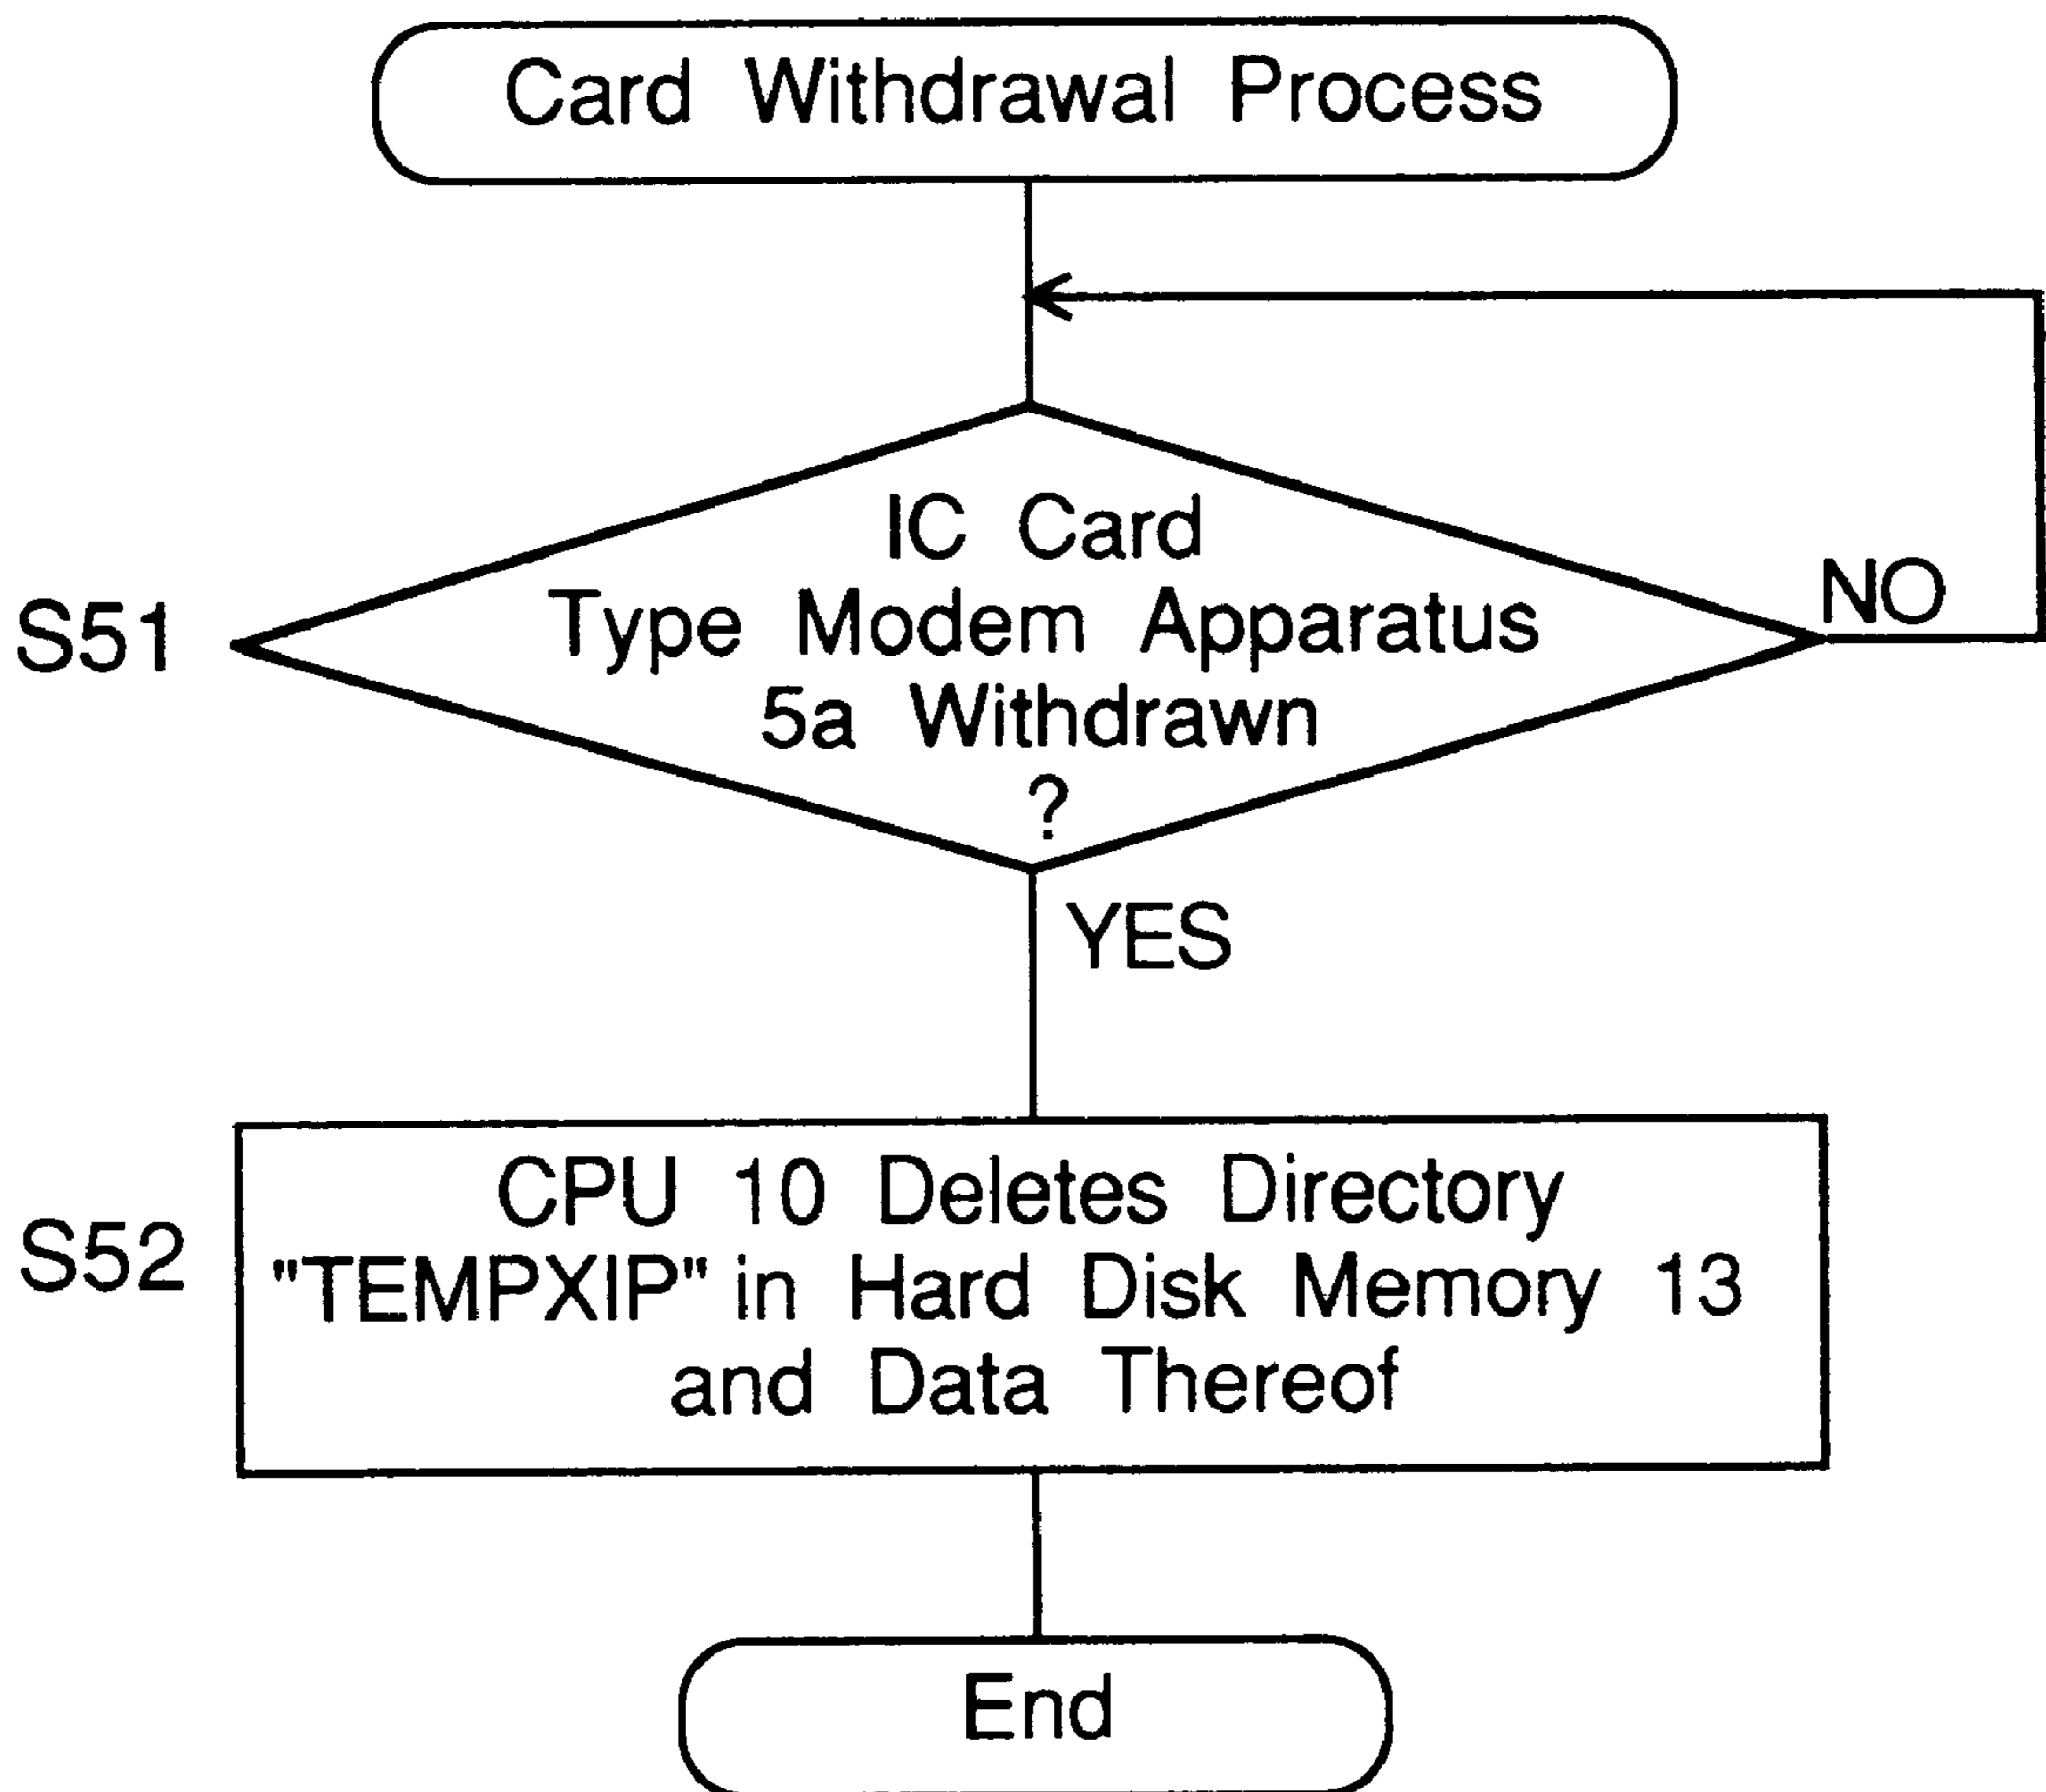 Card Withdrawal Process
IC Card
Type Modem Apparatus
5a Withdrawn
?
S51
NO
YES
S52
CPU 10 Deletes Directory
"TEMPXIP" in Hard Disk Memory 13
and Data Thereof
End